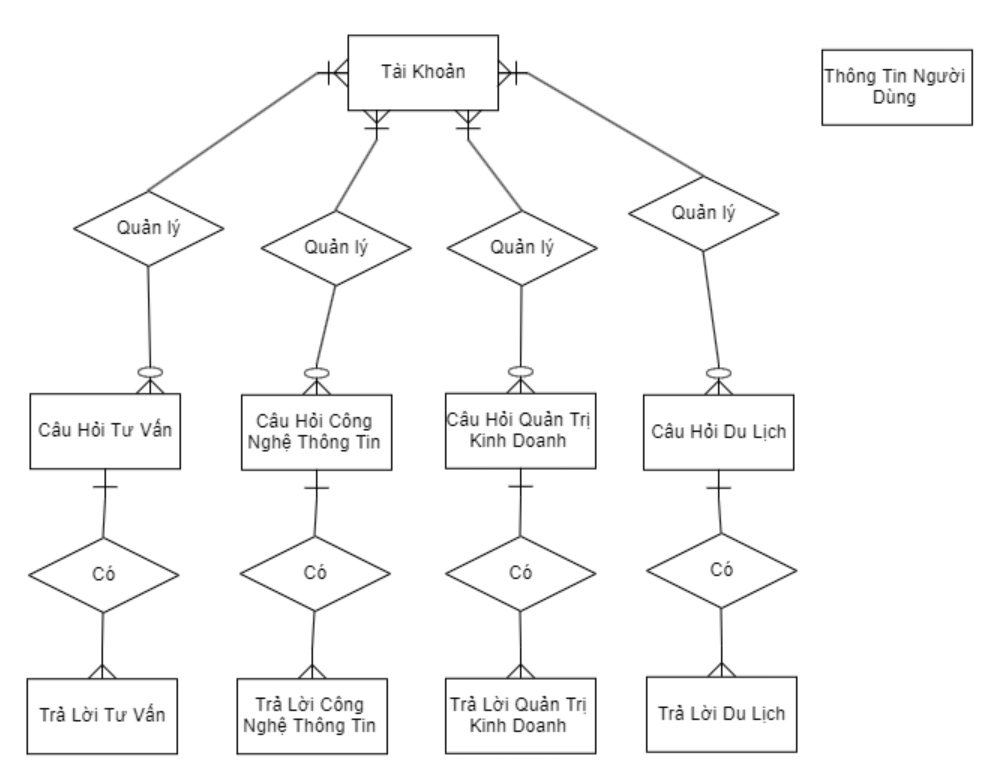 Tài Khoản
Thông Tin Người
Dùng
Quản lý
Quản lý
Quản lý
Quản lý
Câu Hỏi Tư Vấn
Câu Hỏi Công
Nghệ Thông Tin
Câu Hỏi Quản Trị
Kinh Doanh
Câu Hỏi Du Lịch
Có
Có
Có
Có
Trả Lời Tư Vấn
Trả Lời Công
Nghệ Thông Tin
Trả Lời Quản Trị
Kinh Doanh
Trả Lời Du Lịch